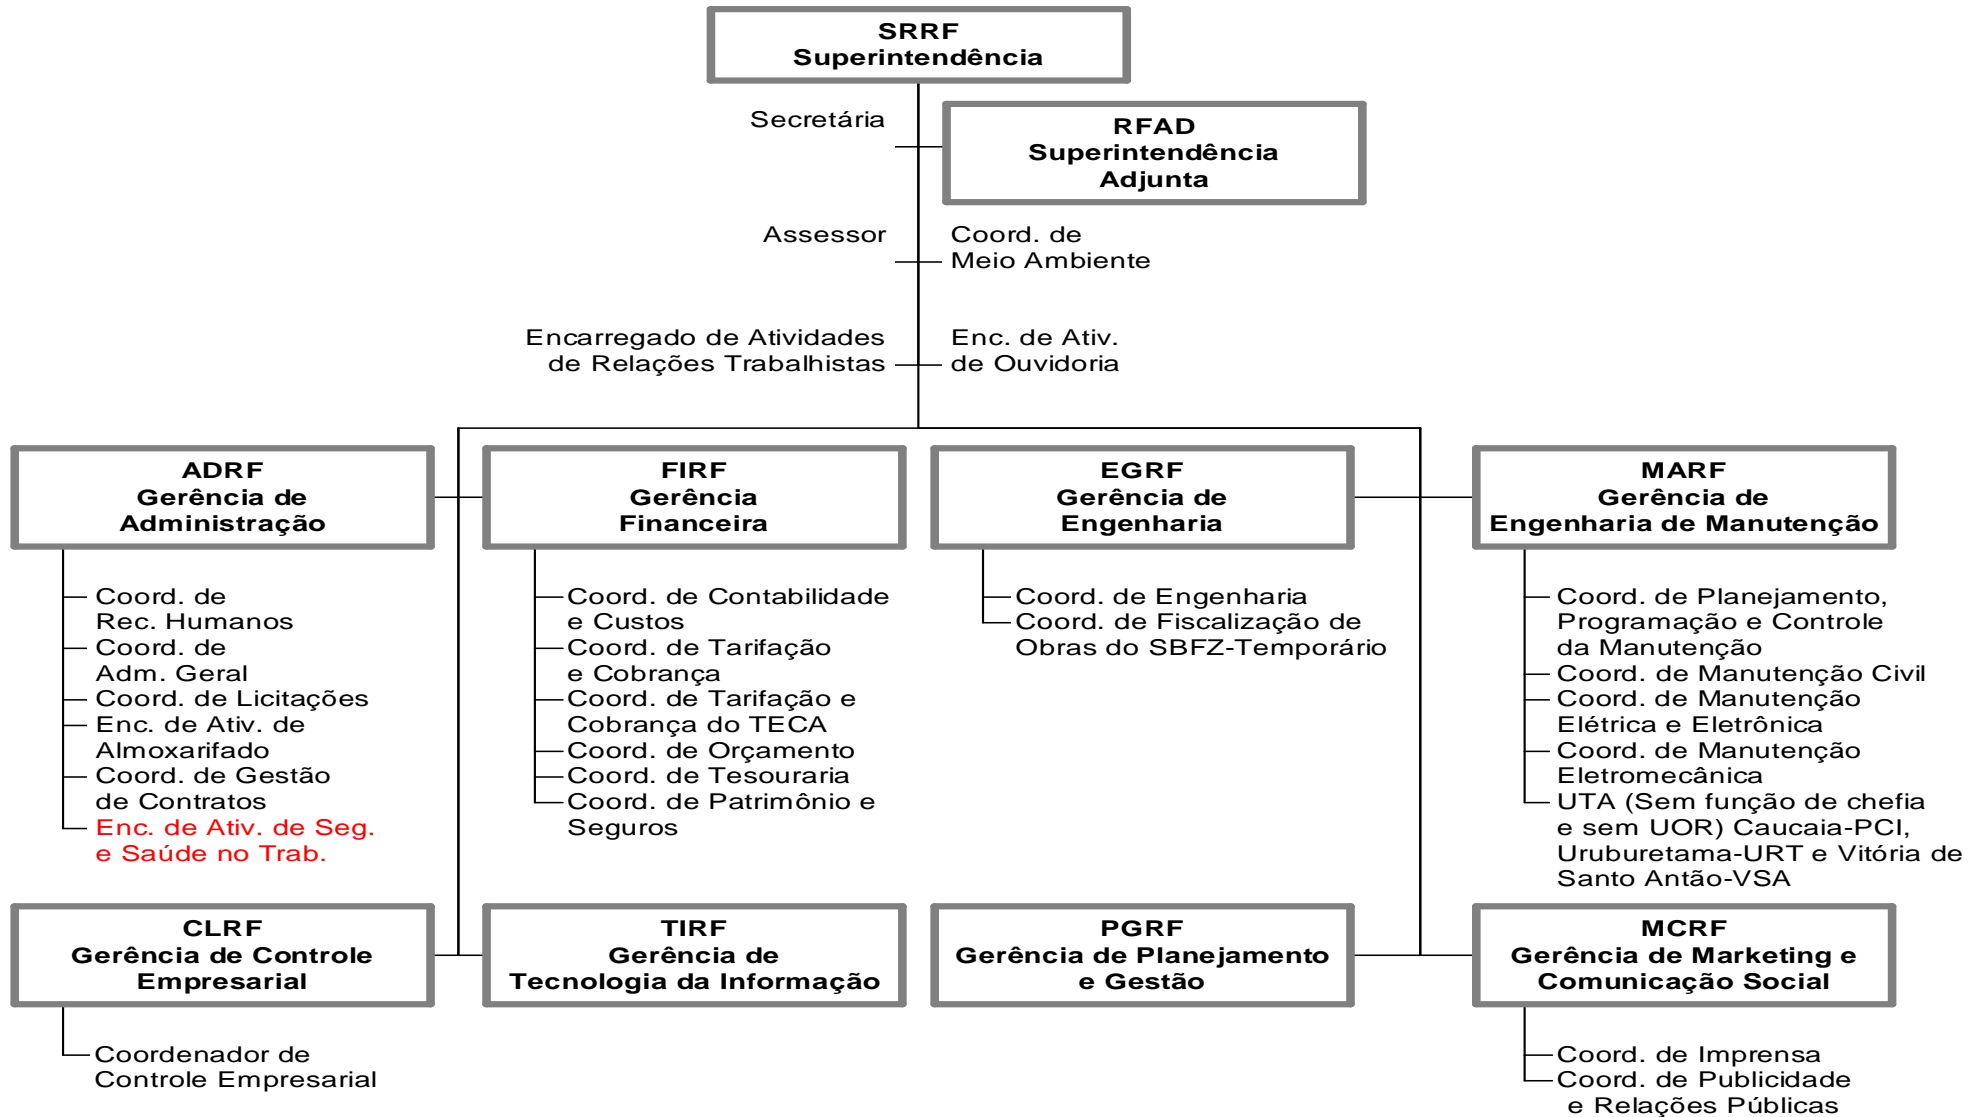 SRRF
Superintendência
Secretária
RFAD
Superintendência
Adjunta
Assessor
Coord. de
Meio Ambiente
Encarregado de Atividades
de Relações Trabalhistas
Enc. de Ativ.
de Ouvidoria
ADRF
Gerência de
Administração
Coord. de
Rec. Humanos
Coord. de
Adm. Geral
Coord. de Licitações
Enc. de Ativ. de
Almoxarifado
Coord. de Gestão
de Contratos
Enc. de Ativ. de Seg.
e Saúde no Trab.
FIRF
Gerência
Financeira
Coord. de Contabilidade
e Custos
Coord. de Tarifação
e Cobrança
Coord. de Tarifação e
Cobrança do TECA
Coord. de Orçamento
Coord. de Tesouraria
Coord. de Patrimônio e
Seguros
EGRF
Gerência de
Engenharia
Coord. de Engenharia
Coord. de Fiscalização de
Obras do SBFZ-Temporário
MARF
Gerência de
Engenharia de Manutenção
Coord. de Planejamento,
Programação e Controle
da Manutenção
Coord. de Manutenção Civil
Coord. de Manutenção
Elétrica e Eletrônica
Coord. de Manutenção
Eletromecânica
UTA (Sem função de chefia
e sem UOR) Caucaia-PCI,
Uruburetama-URT e Vitória de
Santo Antão-VSA
CLRF
Gerência de Controle
Empresarial
Coordenador de
Controle Empresarial
TIRF
Gerência de
Tecnologia da Informação
PGRF
Gerência de Planejamento
e Gestão
MCRF
Gerência de Marketing e
Comunicação Social
Coord. de Imprensa
Coord. de Publicidade
e Relações Públicas